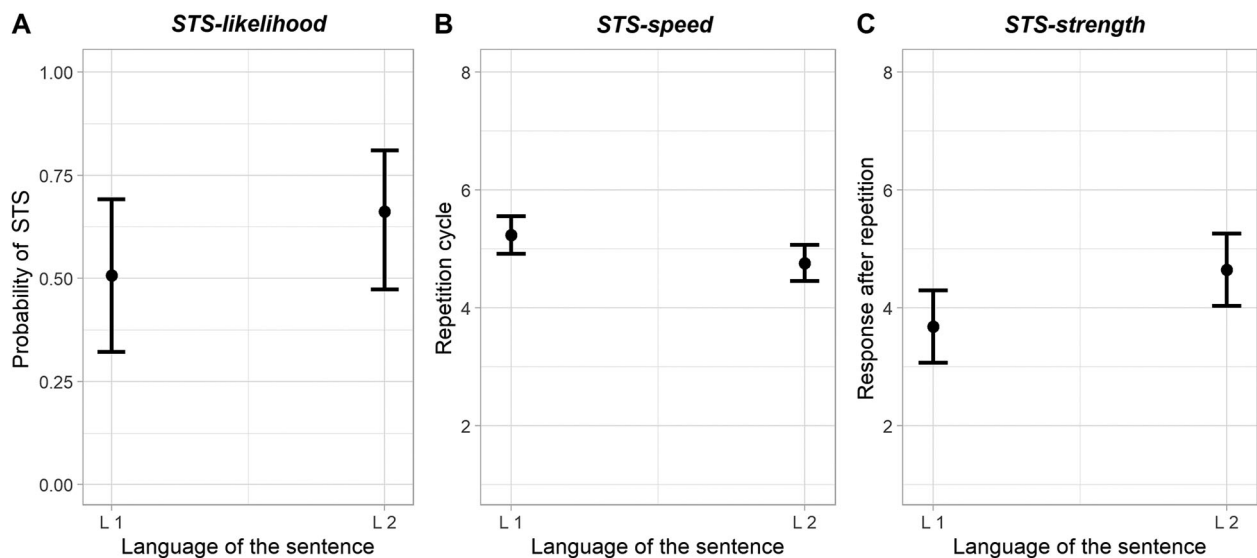 A STS-likelihood
Probability of STS
1.00
0.75
0.50
0.25
0.00
L 1 L 2
Language of the sentence
B STS-speed
Repetition cycle
8
6
4
2
L 1 L 2
Language of the sentence
C STS-strength
Response after repetition
8
6
4
2
L 1 L 2
Language of the sentence